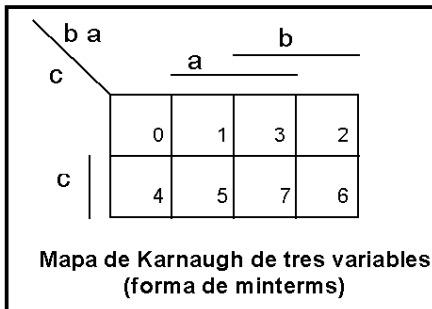 b a
b
a
c
0 1 3 2
c
4 5 7 6
Mapa de Karnaugh de tres variables
(forma de minterms)